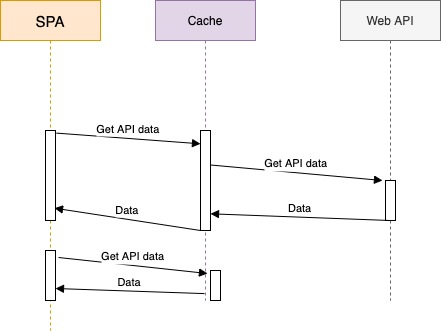 SPA
Cache
Web API
Get API data
Get API data
Data
Data
Get API data
Data